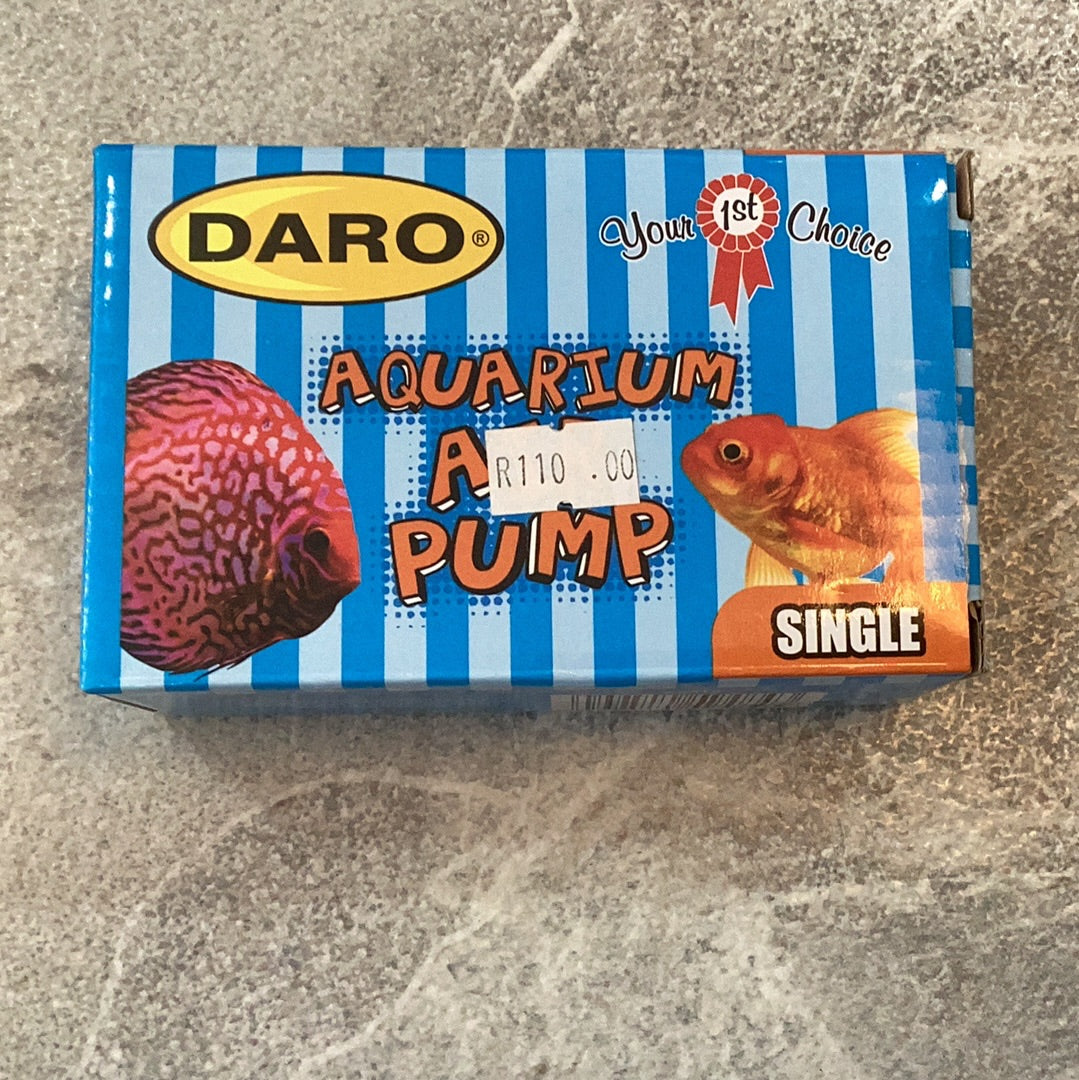 DARO®
Your 1st Choice
AQUARIUM
A
R110 .00
PUMP
SINGLE